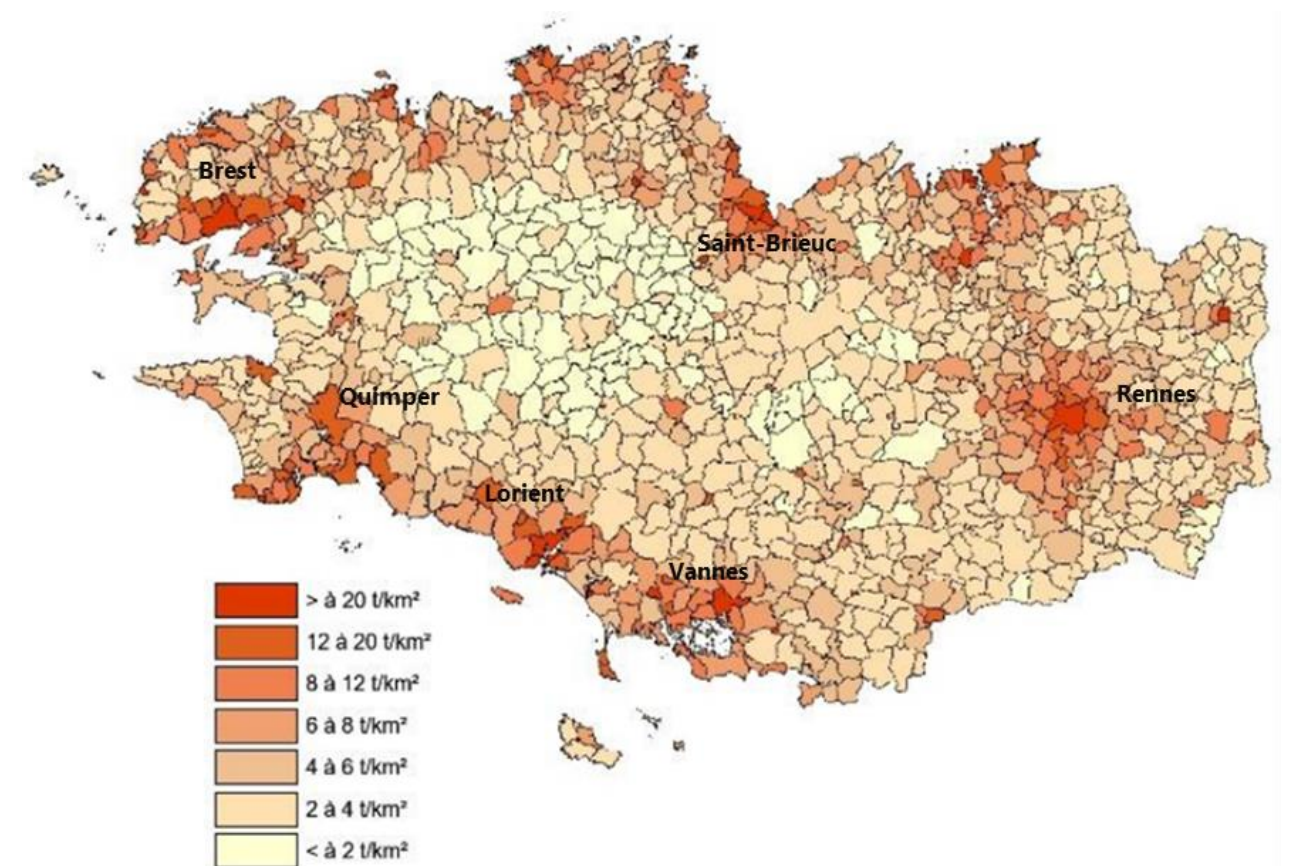 Brest
Saint-Brieuc
Quimper
Rennes
Lorient
Vannes
> à 20 t/km²
12 à 20 t/km²
8 à 12 t/km²
6 à 8 t/km²
4 à 6 t/km²
2 à 4 t/km²
< à 2 t/km²